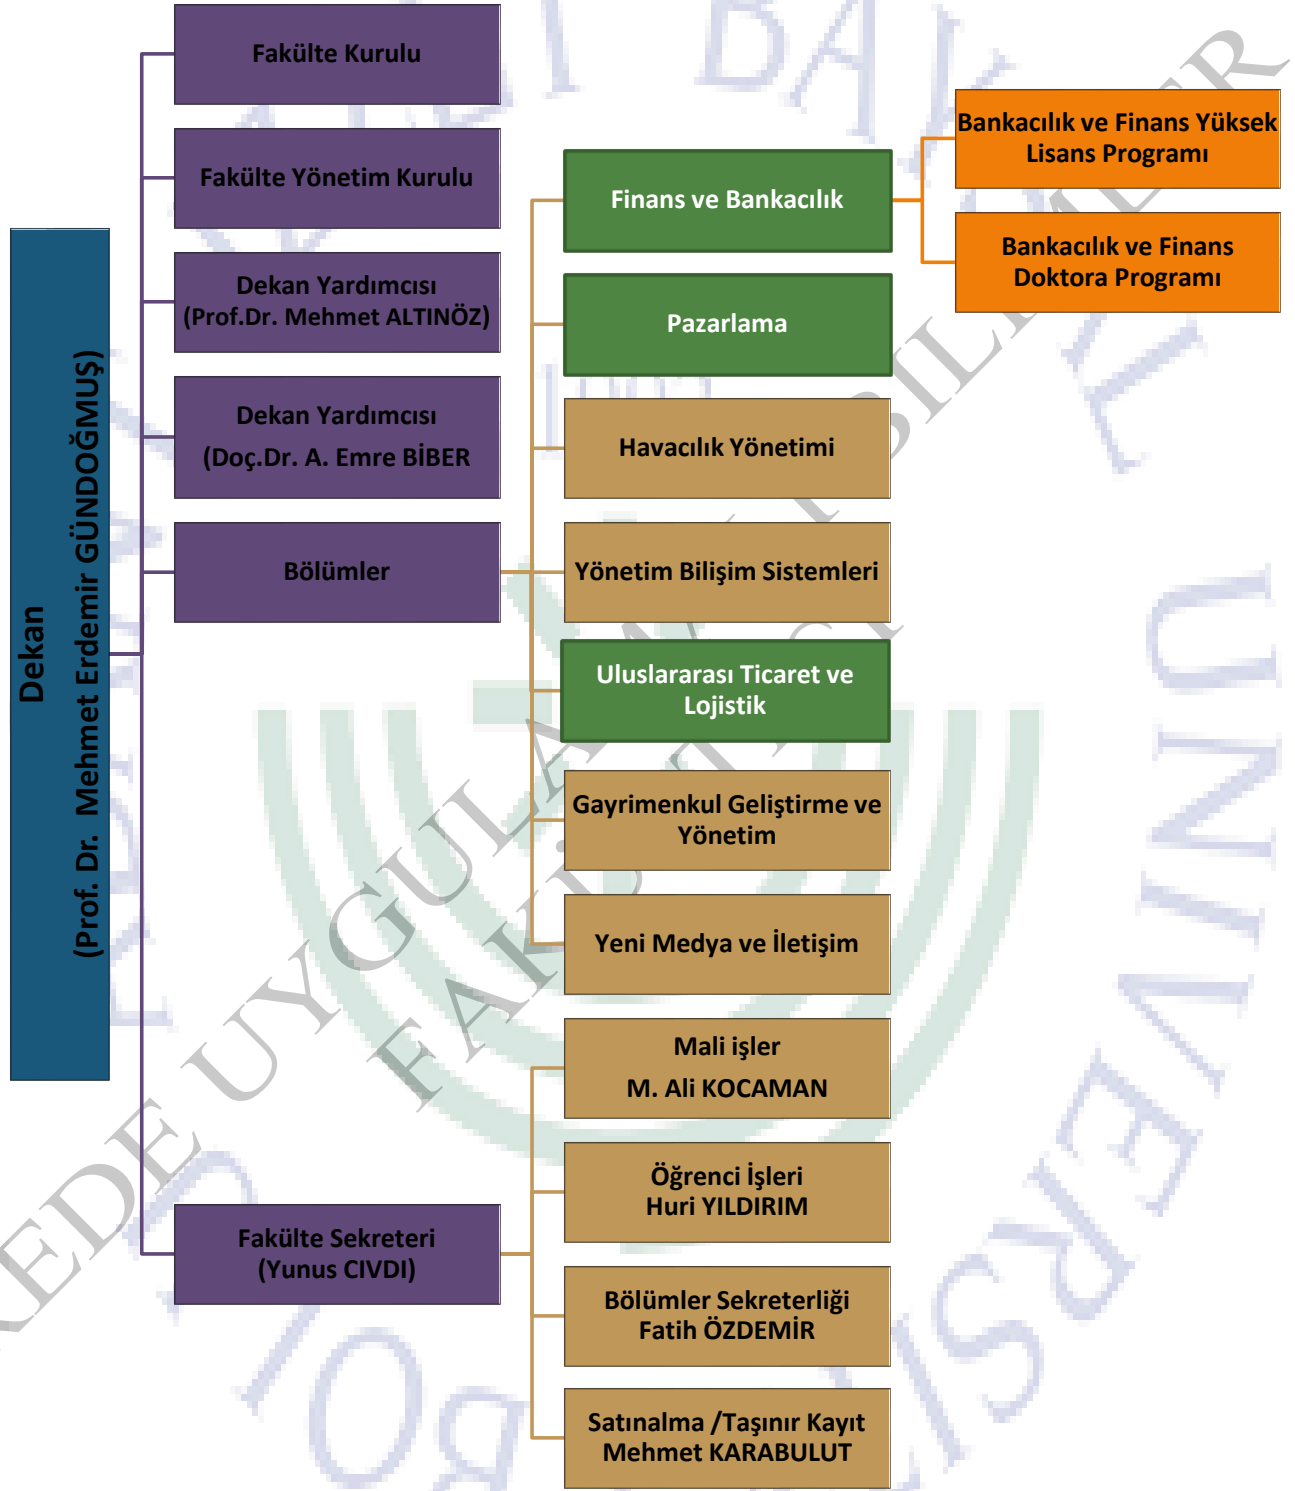 Dekan
(Prof. Dr. Mehmet Erdemir GÜNDOĞMUŞ)
Fakülte Kurulu
Fakülte Yönetim Kurulu
Dekan Yardımcısı
(Prof.Dr. Mehmet ALTINÖZ)
Dekan Yardımcısı
(Doç.Dr. A. Emre BİBER
Bölümler
Finans ve Bankacılık
Bankacılık ve Finans Yüksek
Lisans Programı
Bankacılık ve Finans
Doktora Programı
Pazarlama
Havacılık Yönetimi
Yönetim Bilişim Sistemleri
Uluslararası Ticaret ve
Lojistik
Gayrimenkul Geliştirme ve
Yönetim
Yeni Medya ve İletişim
Fakülte Sekreteri
(Yunus CIVDI)
Mali işler
M. Ali KOCAMAN
Öğrenci İşleri
Huri YILDIRIM
Bölümler Sekreterliği
Fatih ÖZDEMİR
Satınalma /Taşınır Kayıt
Mehmet KARABULUT